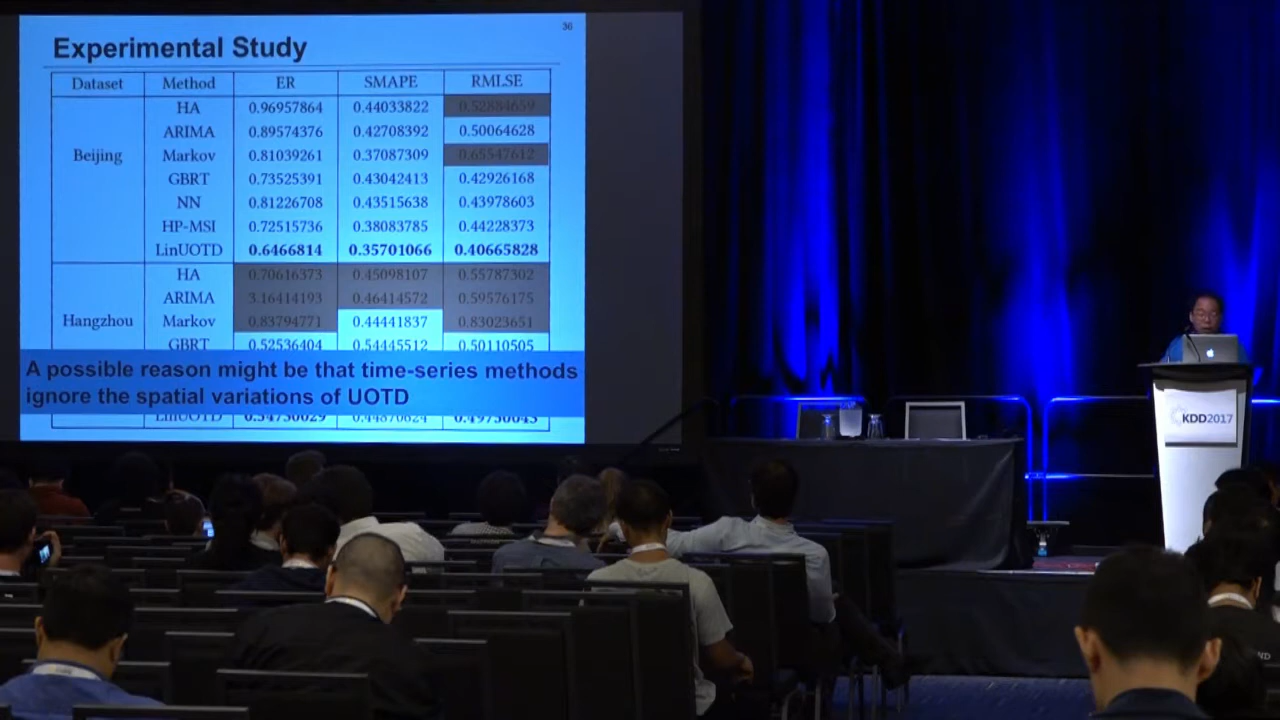 36
Experimental Study
Dataset Method ER SMAPE RMLSE
HA 0.96957864 0.44033822 0.52884659
ARIMA 0.89574376 0.42708392 0.50064628
Beijing Markov 0.81039261 0.37087309 0.65547612
GBRT 0.73525391 0.43042413 0.42926168
NN 0.81226708 0.43515638 0.43978603
HP-MSI 0.72515736 0.38083785 0.44228373
LinUOTD 0.6466814 0.35701066 0.40665828
HA 0.70616373 0.45098107 0.55787302
ARIMA 3.16414193 0.46414572 0.59576175
Hangzhou Markov 0.83794771 0.44441837 0.83023651
GBRT 0.52536404 0.54445512 0.50110505
A possible reason might be that time-series methods
ignore the spatial variations of UOTD
LinUOTD
KDD2017